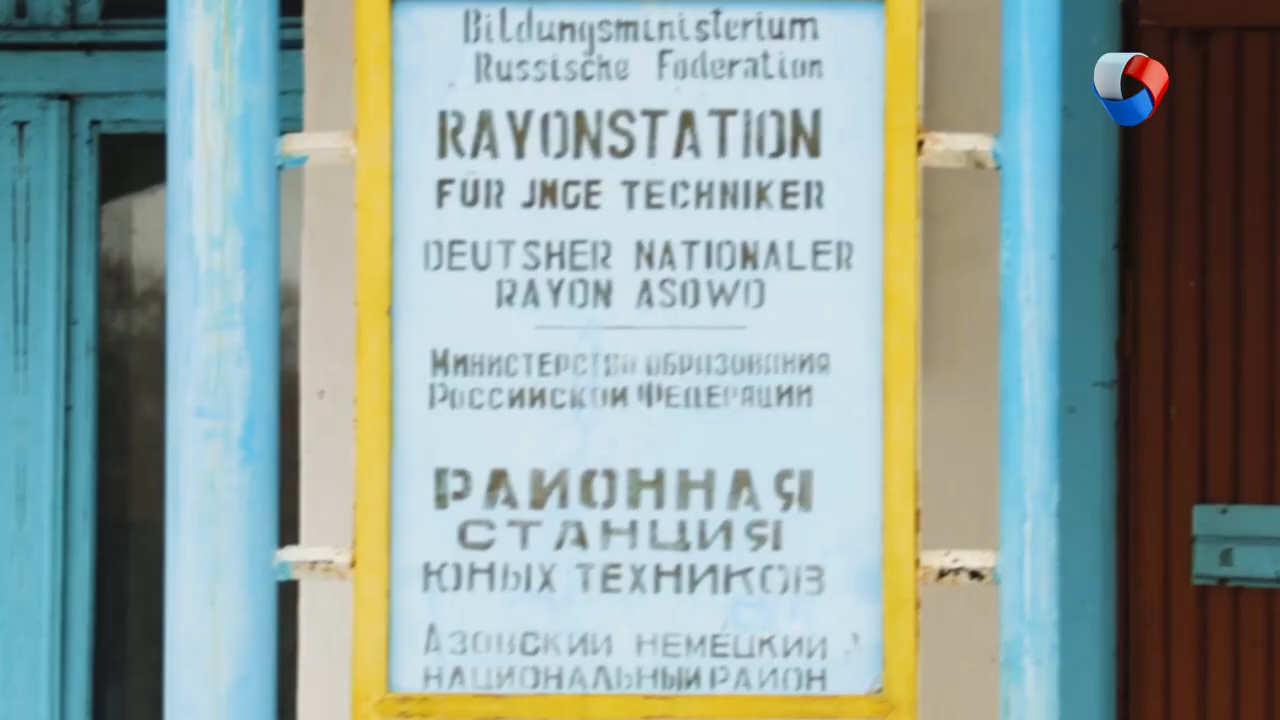 Bildungsministerium
Russische Foderation
RAYONSTATION
FÜR JNGE TECHNIKER
DEUTSHER NATIONALER
RAYON ASOWO
Министерство образования
Российской Федерации
РАЙОННАЯ
СТАНЦИЯ
ЮНЫХ ТЕХНИКОВ
Азовский немецкий
национальный район